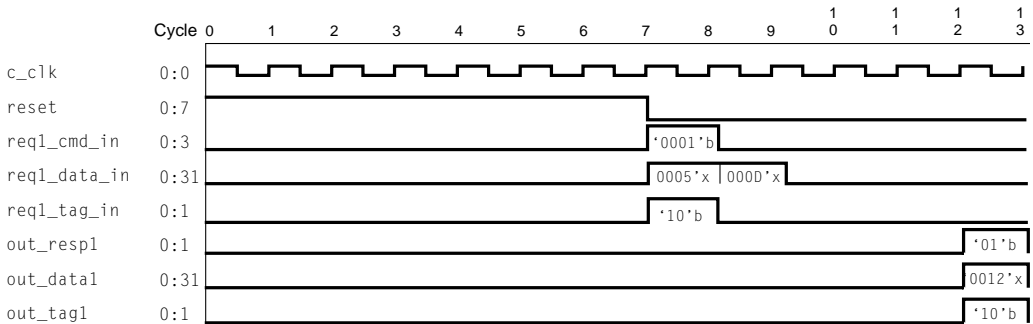 1 1 1 1
Cycle 0 1 2 3 4 5 6 7 8 9 0 1 2 3
c_clk 0:0
reset 0:7
req1_cmd_in 0:3 ‘0001’b
req1_data_in 0:31 0005’x 000D’x
req1_tag_in 0:1 ‘10’b
out_resp1 0:1 ‘01’b
out_data1 0:31 0012’x
out_tag1 0:1 ‘10’b